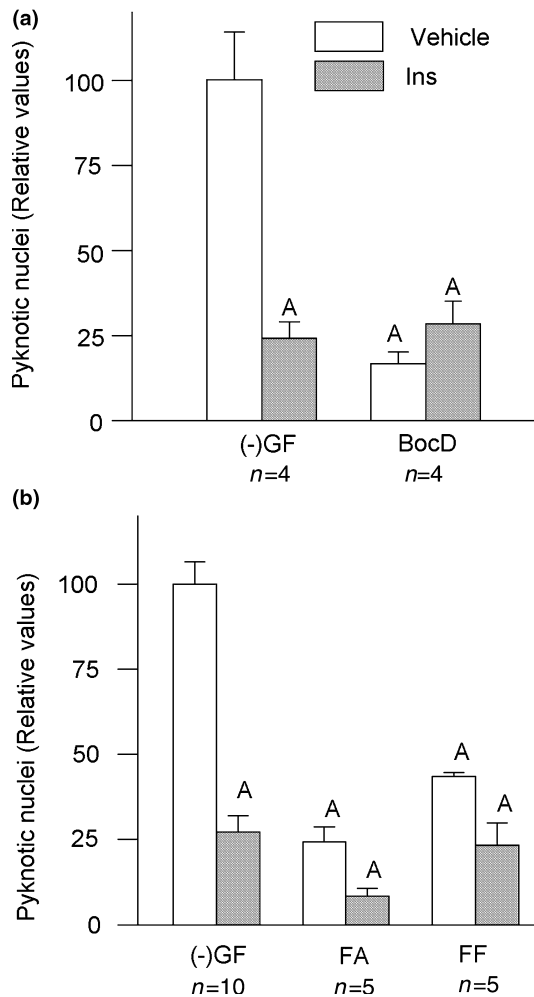 (a)
Pyknotic nuclei (Relative values)
100
75
50
25
0
Vehicle
Ins
A
A
A
(-)GF
BocD
n=4
n=4
(b)
Pyknotic nuclei (Relative values)
100
75
50
25
0
A
A
A
A
A
(-)GF
FA
FF
n=10
n=5
n=5